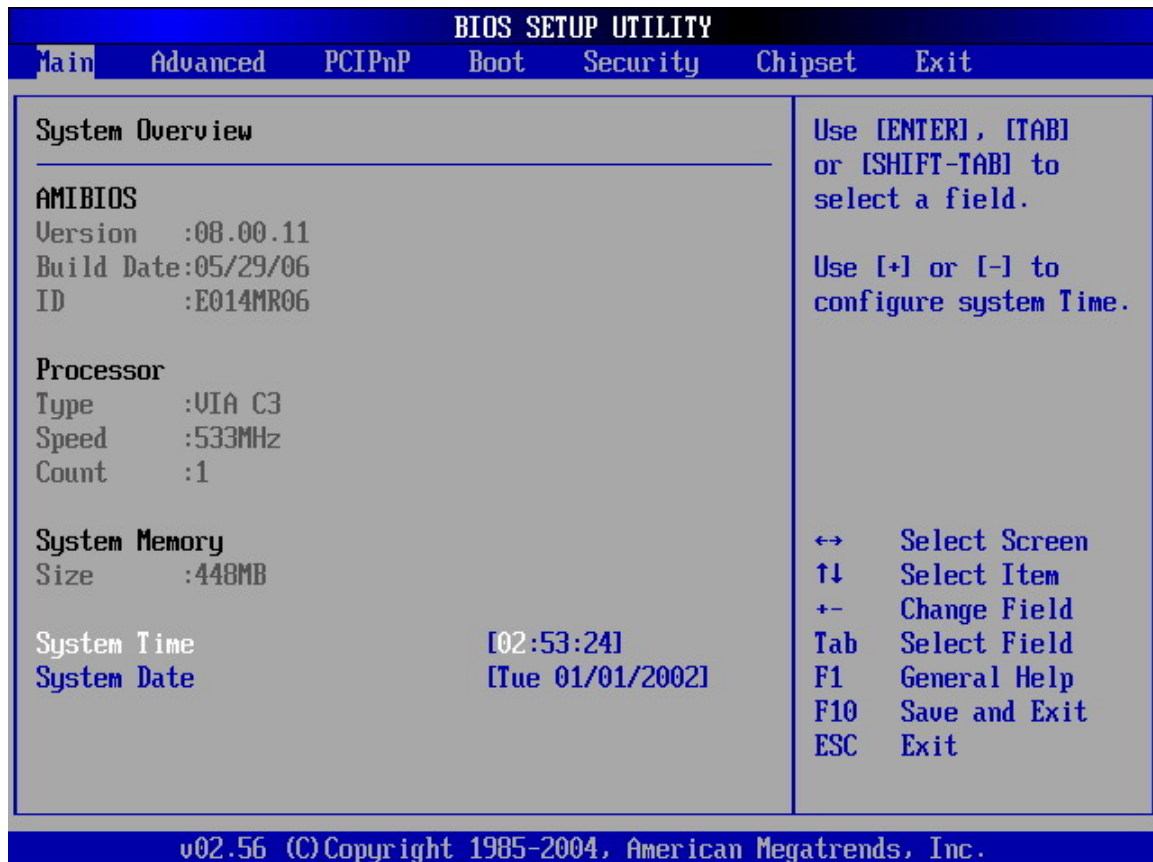 BIOS SETUP UTILITY
Main Advanced PCIPnP Boot Security Chipset Exit
System Overview
AMIBIOS
Version :08.00.11
Build Date:05/29/06
ID :E014MR06
Processor
Type :VIA C3
Speed :533MHz
Count :1
System Memory
Size :448MB
System Time [02:53:24]
System Date [Tue 01/01/2002]
Use [ENTER], [TAB]
or [SHIFT-TAB] to
select a field.
Use [+] or [-] to
configure system Time.
↔ Select Screen
↑↓ Select Item
+- Change Field
Tab Select Field
F1 General Help
F10 Save and Exit
ESC Exit
v02.56 (C)Copyright 1985-2004, American Megatrends, Inc.